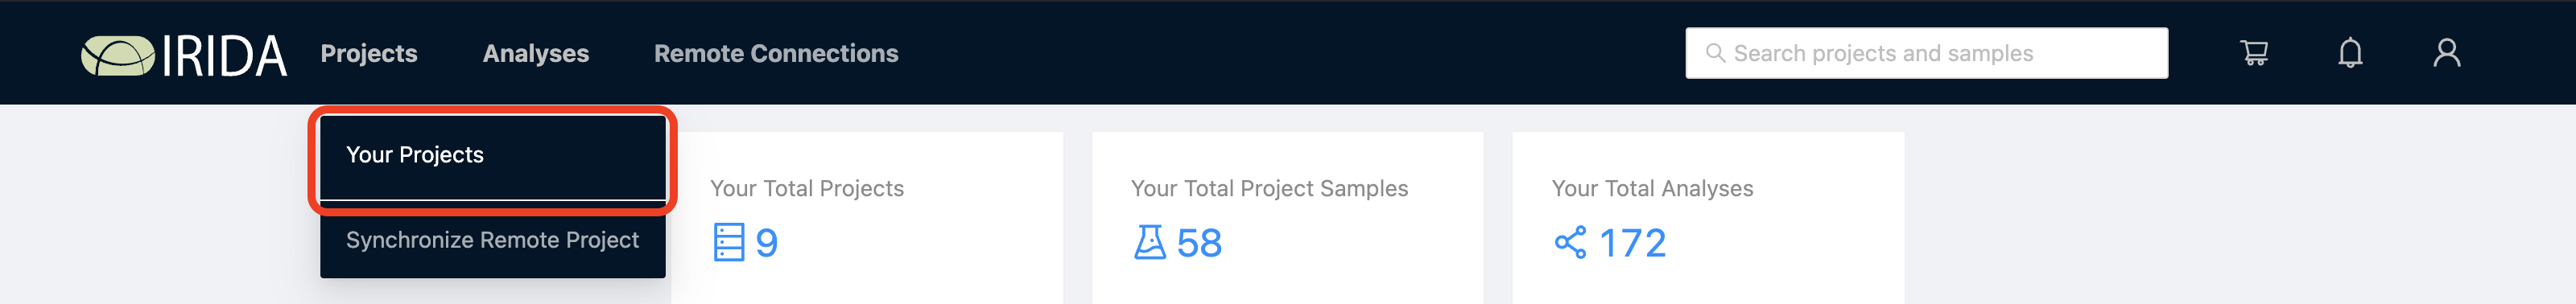 IRIDA Projects Analyses Remote Connections Search projects and samples
Your Projects
Synchronize Remote Project
Your Total Projects
9
Your Total Project Samples
58
Your Total Analyses
172